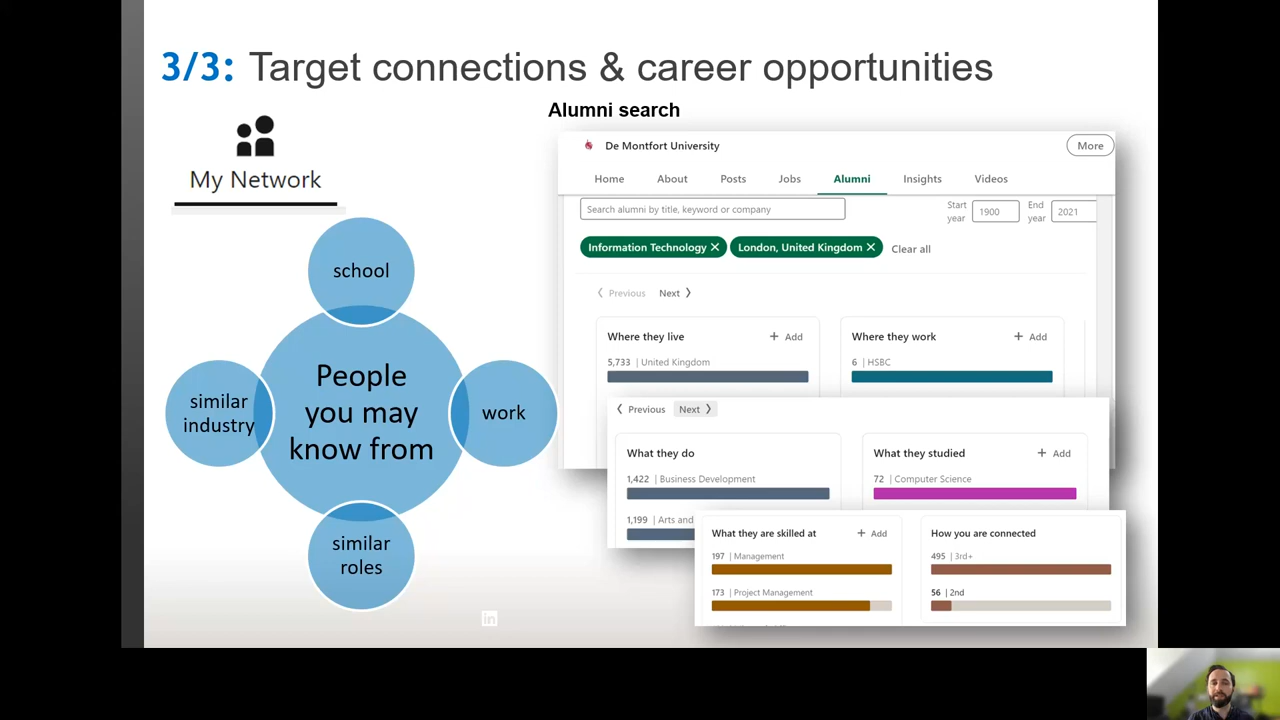 3/3: Target connections & career opportunities
My Network
school
People
you may
know from
similar
industry
work
similar
roles
in
Alumni search
De Montfort University
More
Home About Posts Jobs Alumni Insights Videos
Search alumni by title, keyword or company
Start
year
1900
End
year
2021
Information Technology ✕ London, United Kingdom ✕ Clear all
Previous Next
Where they live + Add
5,733 | United Kingdom
Where they work + Add
6 | HSBC
Previous Next
What they do
1,422 | Business Development
1,199 | Arts and
What they studied + Add
72 | Computer Science
What they are skilled at + Add
197 | Management
173 | Project Management
How you are connected
495 | 3rd+
56 | 2nd